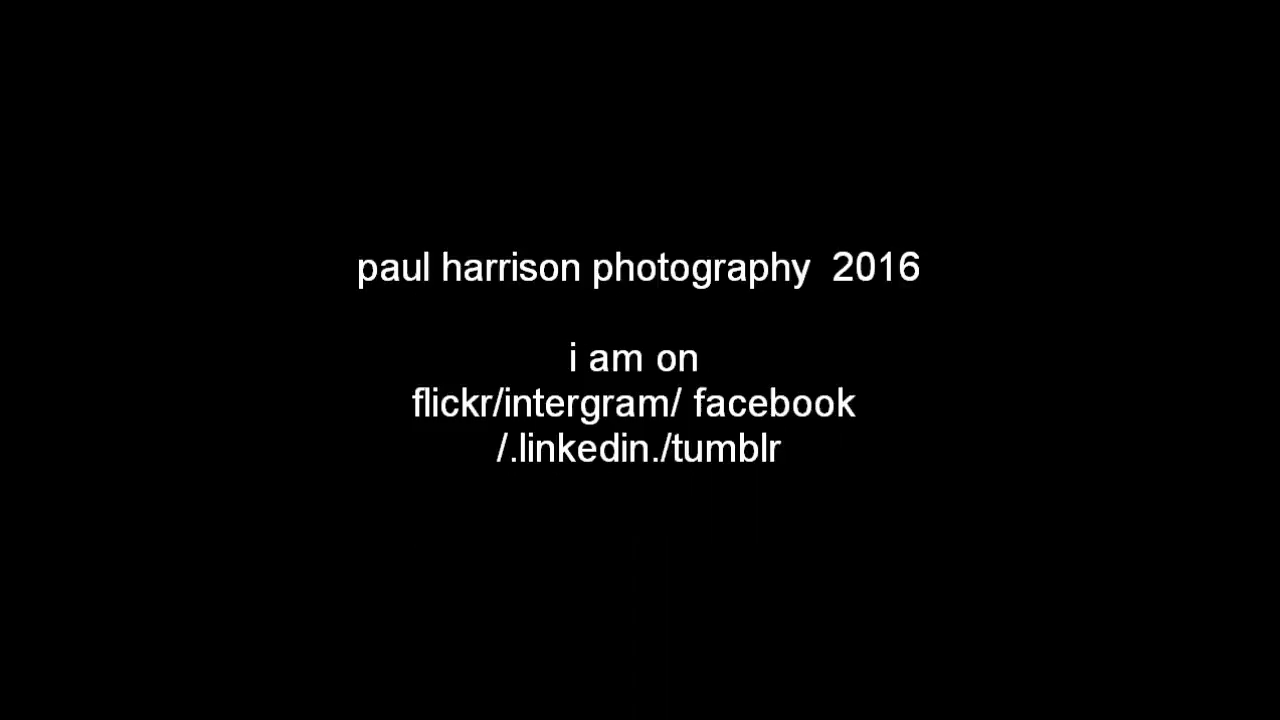 paul harrison photography  2016
i am on
flickr/intergram/ facebook
/.linkedin./tumblr